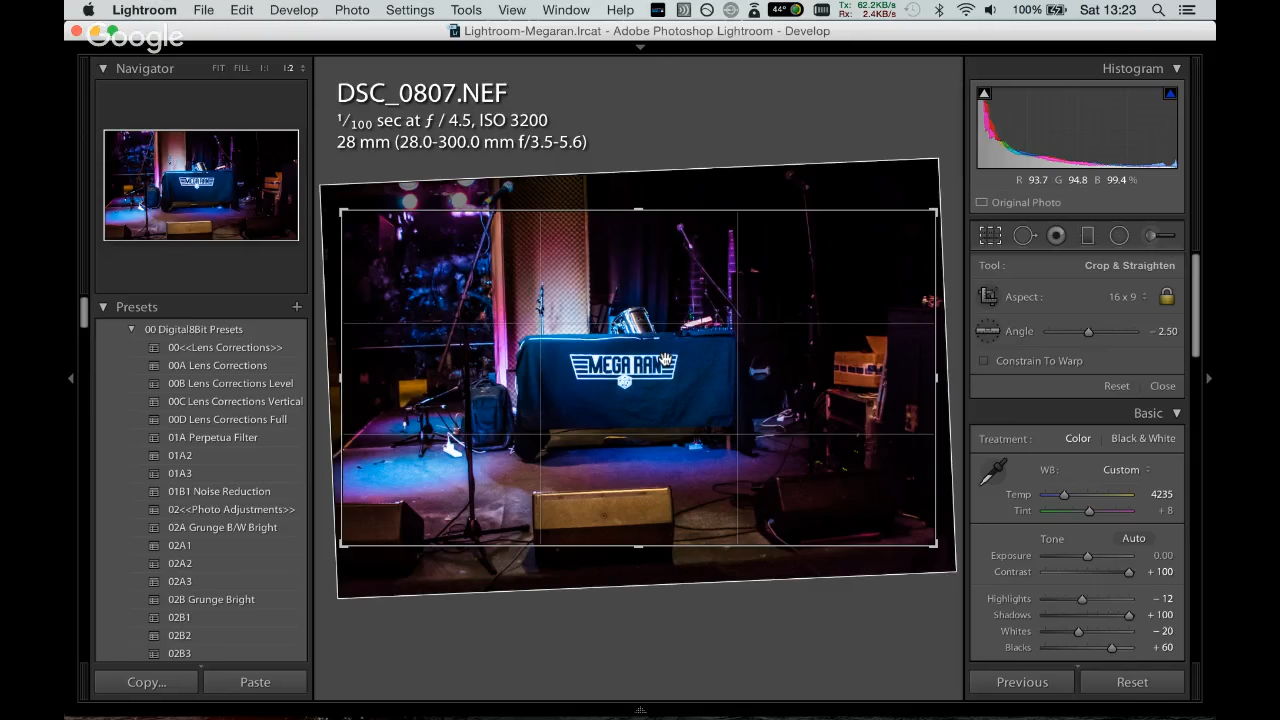 Lightroom File Edit Develop Photo Settings Tools View Window Help 44° Tx: 62.2KB/s Rx: 2.4KB/s 100% Sat 13:23
Google
Lightroom-Megaran.lrcat - Adobe Photoshop Lightroom - Develop
Navigator FIT FILL 1:1 1:2
Presets +
00 Digital8Bit Presets
00<<Lens Corrections>>
00A Lens Corrections
00B Lens Corrections Level
00C Lens Corrections Vertical
00D Lens Corrections Full
01A Perpetua Filter
01A2
01A3
01B1 Noise Reduction
02<<Photo Adjustments>>
02A Grunge B/W Bright
02A1
02A2
02A3
02B Grunge Bright
02B1
02B2
02B3
Copy... Paste
DSC_0807.NEF
1/100 sec at ƒ / 4.5, ISO 3200
28 mm (28.0-300.0 mm f/3.5-5.6)
MEGA RAN
Histogram
R 93.7 G 94.8 B 99.4 %
Original Photo
Tool : Crop & Straighten
Aspect : 16 x 9
Angle - 2.50
Constrain To Warp
Reset Close
Basic
Treatment : Color Black & White
WB : Custom
Temp 4235
Tint + 8
Tone Auto
Exposure 0.00
Contrast + 100
Highlights - 12
Shadows + 100
Whites - 20
Blacks + 60
Previous Reset